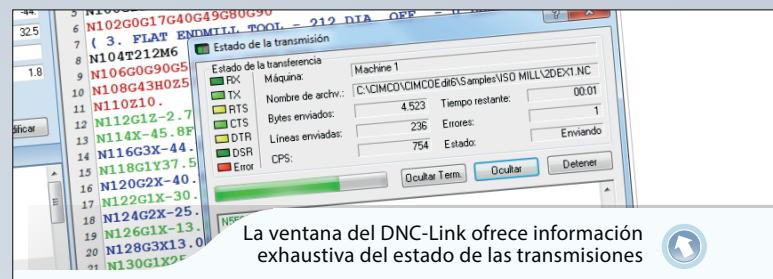 -44.
32.5
1.8
ificar
6 N102G0G17G40G49G80G90
7 ( 3. FLAT ENDMILL TOOL - 212 DIA. OFF.
8 N104T212M6
9 N106G0G90G5
10 N108G43H0Z5
11 N110Z10.
12 N112G1Z-2.7
13 N114X-45.8F
14 N116G3X-44.
15 N118G1Y37.5
16 N120G2X-40.
17 N122G1X-30.
18 N124G2X-25.
19 N126G1X-13.
20 N128G3X13.0
21 N130G1X25
Estado de la transmisión
Estado de la transferencia
RX
TX
RTS
CTS
DTR
DSR
Error
Máquina: Machine 1
Nombre de archv.: C:\CIMCO\CIMCOEdit6\Samples\ISO MILL\2DEX1.NC
Bytes enviados: 4.523 Tiempo restante: 00:01
Líneas enviadas: 236 Errores: 1
CPS: 754 Estado: Enviando
Ocultar Term. Ocultar Detener
La ventana del DNC-Link ofrece información
exhaustiva del estado de las transmisiones